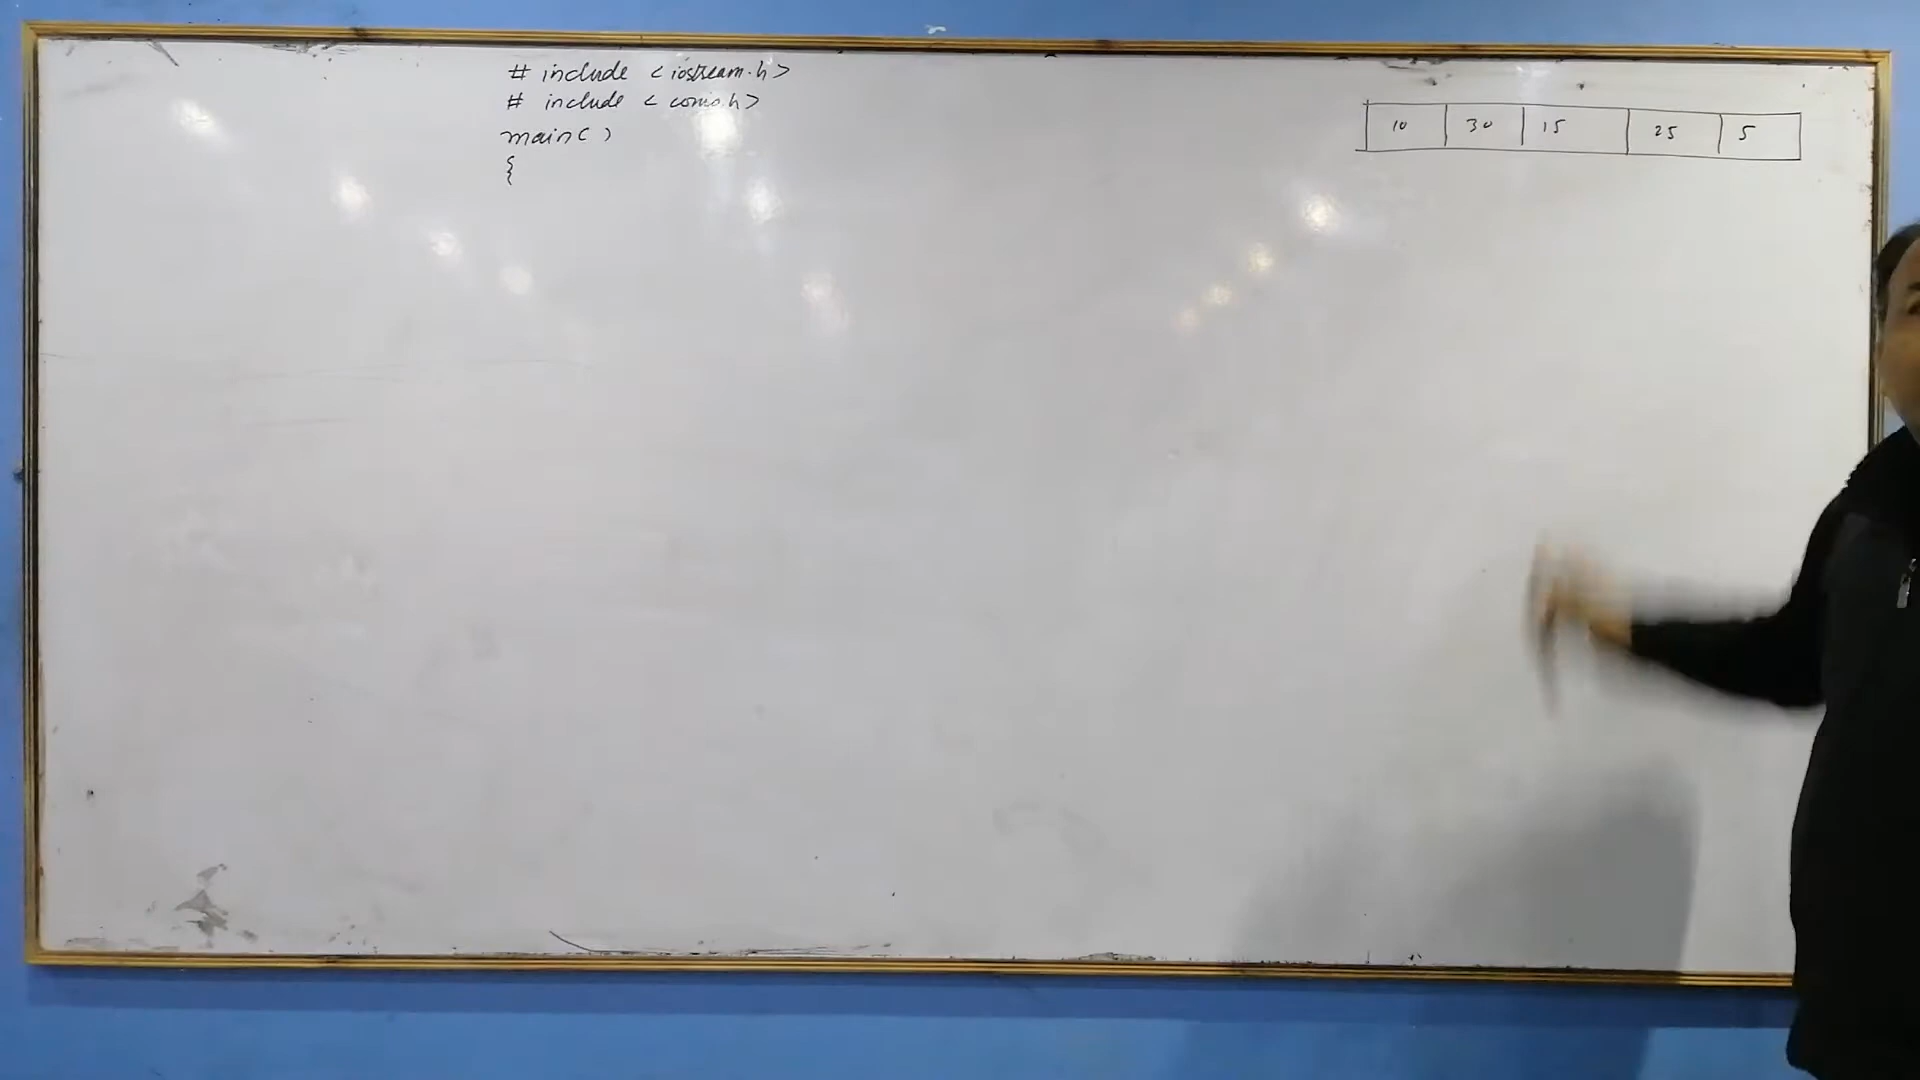 # include <iostream.h>
# include <conio.h>
main()
{
10 30 15 25 5